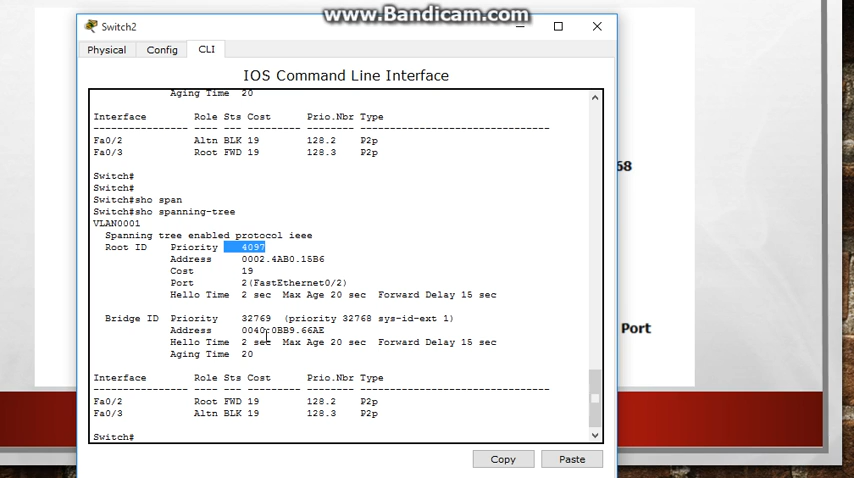 www.Bandicam.com
Switch2
Physical Config CLI
IOS Command Line Interface
Aging Time 20
Interface Role Sts Cost Prio.Nbr Type
---------------- ---- --- --------- -------- --------------------------------
Fa0/2 Altn BLK 19 128.2 P2p
Fa0/3 Root FWD 19 128.3 P2p
Switch#
Switch#
Switch#sho span
Switch#sho spanning-tree
VLAN0001
Spanning tree enabled protocol ieee
Root ID Priority 4097
Address 0002.4AB0.15B6
Cost 19
Port 2(FastEthernet0/2)
Hello Time 2 sec Max Age 20 sec Forward Delay 15 sec
Bridge ID Priority 32769 (priority 32768 sys-id-ext 1)
Address 0040.0BB9.66AE
Hello Time 2 sec Max Age 20 sec Forward Delay 15 sec
Aging Time 20
Interface Role Sts Cost Prio.Nbr Type
---------------- ---- --- --------- -------- --------------------------------
Fa0/2 Root FWD 19 128.2 P2p
Fa0/3 Altn BLK 19 128.3 P2p
Switch#
Copy Paste
68
Port